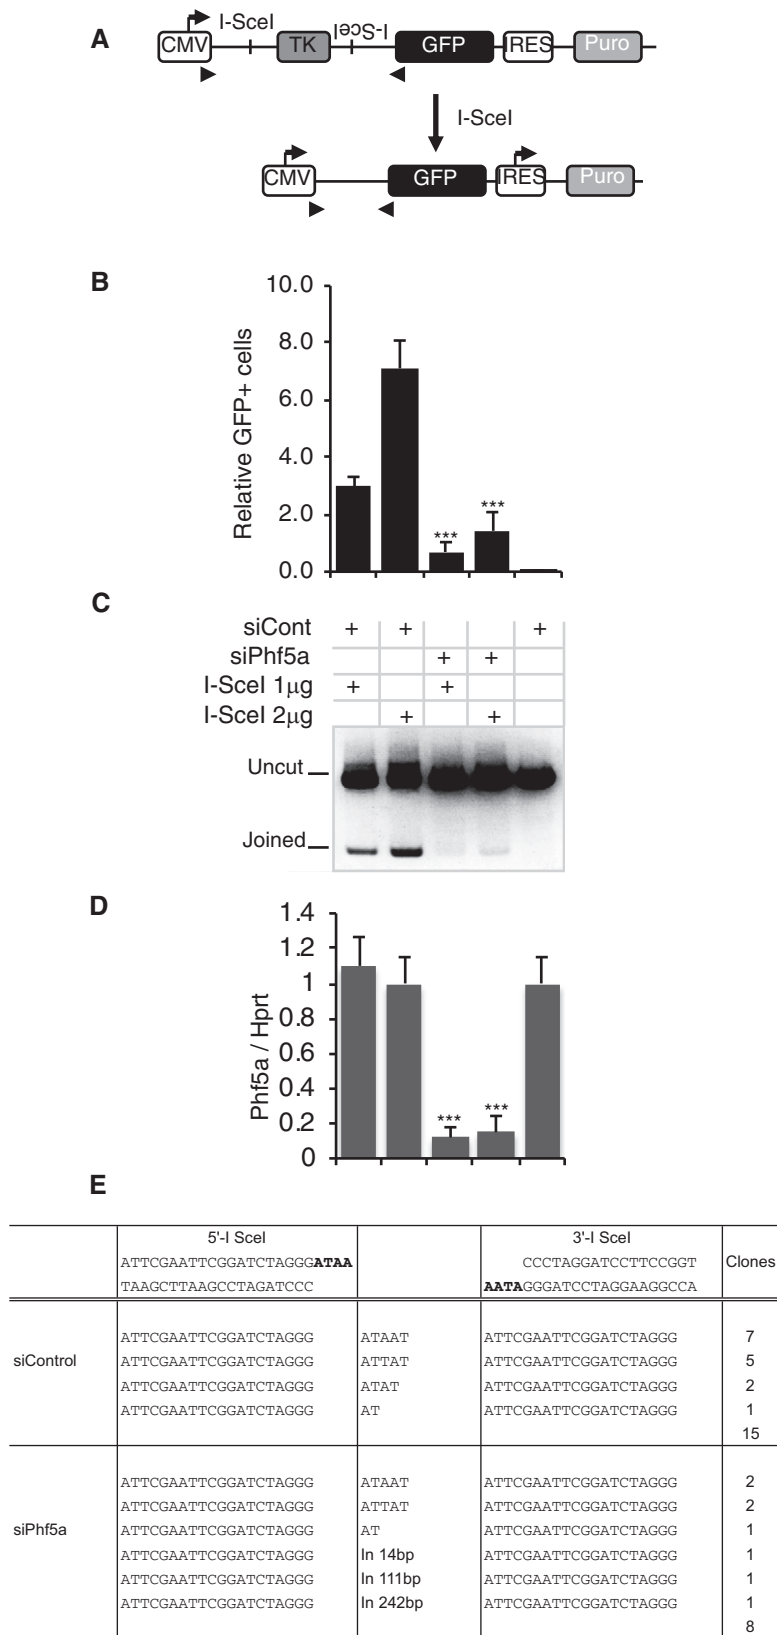 A
I-SceI
I-SceI
CMV
TK
GFP
IRES
Puro
I-SceI
CMV
GFP
IRES
Puro
B
10.0
8.0
6.0
4.0
2.0
0.0
Relative GFP+ cells
***
***
C
siCont + + +
siPhf5a + +
I-SceI 1µg + +
I-SceI 2µg + +
Uncut
Joined
D
1.4
1.2
1
0.8
0.6
0.4
0.2
0
Phf5a / Hprt
***
***
E
5'-I SceI 3'-I SceI
ATTCGAATTCGGATCTAGGGATAA CCCTAGGATCCTTCCGGT Clones
TAAGCTTAAGCCTAGATCCC AATAGGGATCCTAGGAAGGCCA
ATTCGAATTCGGATCTAGGG ATAAT ATTCGAATTCGGATCTAGGG 7
siControl ATTCGAATTCGGATCTAGGG ATTAT ATTCGAATTCGGATCTAGGG 5
ATTCGAATTCGGATCTAGGG ATAT ATTCGAATTCGGATCTAGGG 2
ATTCGAATTCGGATCTAGGG AT ATTCGAATTCGGATCTAGGG 1
15
ATTCGAATTCGGATCTAGGG ATAAT ATTCGAATTCGGATCTAGGG 2
ATTCGAATTCGGATCTAGGG ATTAT ATTCGAATTCGGATCTAGGG 2
siPhf5a ATTCGAATTCGGATCTAGGG AT ATTCGAATTCGGATCTAGGG 1
ATTCGAATTCGGATCTAGGG In 14bp ATTCGAATTCGGATCTAGGG 1
ATTCGAATTCGGATCTAGGG In 111bp ATTCGAATTCGGATCTAGGG 1
ATTCGAATTCGGATCTAGGG In 242bp ATTCGAATTCGGATCTAGGG 1
8